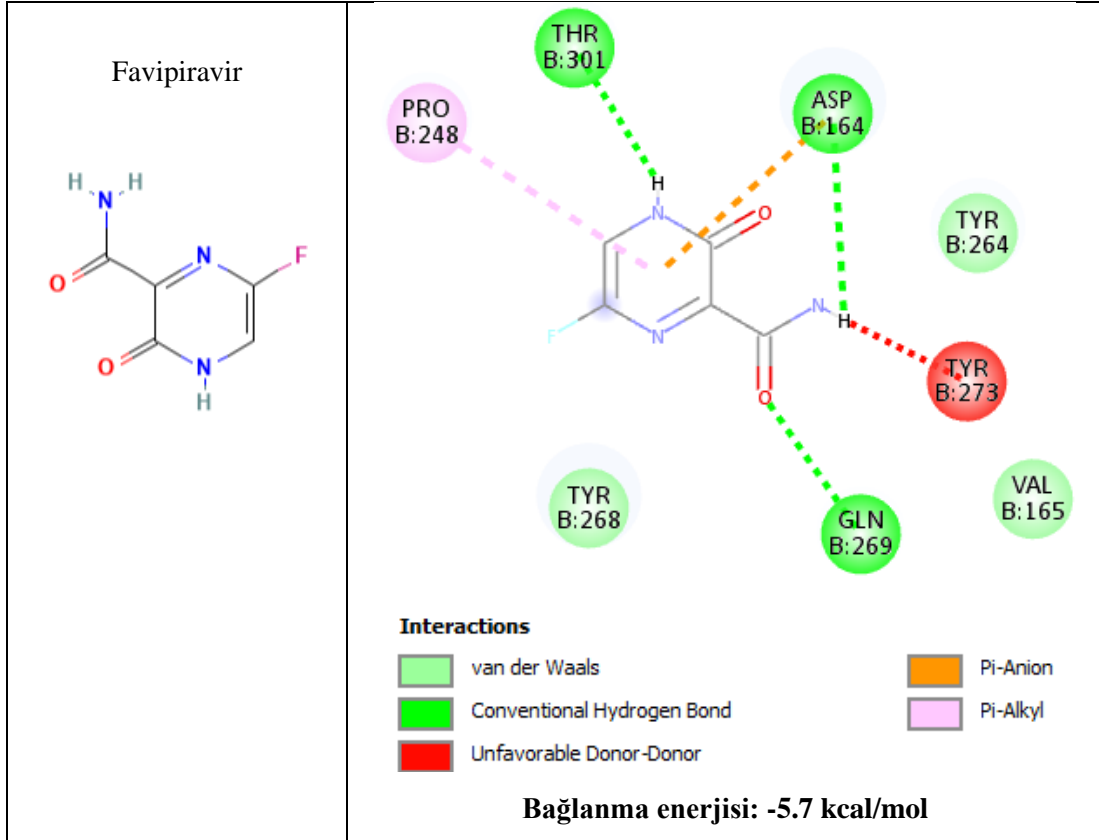 Favipiravir
H H
N
O
N
F
O
N
H
THR
B:301
PRO
B:248
ASP
B:164
H
N
O
TYR
B:264
F
N
N
H
TYR
B:273
O
TYR
B:268
VAL
B:165
GLN
B:269
Interactions
van der Waals
Conventional Hydrogen Bond
Unfavorable Donor-Donor
Pi-Anion
Pi-Alkyl
Bağlanma enerjisi: -5.7 kcal/mol